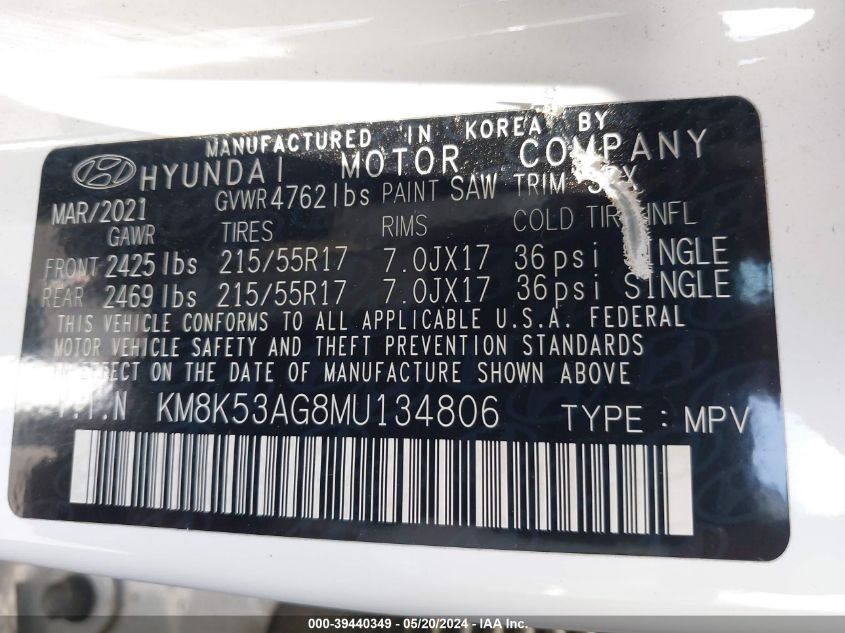 MANUFACTURED IN KOREA BY
HYUNDAI MOTOR COMPANY
MAR/2021 GVWR 4762 lbs PAINT SAW TRIM
GAWR TIRES RIMS COLD TIRE INFL
FRONT 2425 lbs 215/55R17 7.0JX17 36 psi SINGLE
REAR 2469 lbs 215/55R17 7.0JX17 36 psi SINGLE
THIS VEHICLE CONFORMS TO ALL APPLICABLE U.S.A. FEDERAL
MOTOR VEHICLE SAFETY AND THEFT PREVENTION STANDARDS
IN EFFECT ON THE DATE OF MANUFACTURE SHOWN ABOVE
V.I.N KM8K53AG8MU134806 TYPE : MPV
000-39440349 - 05/20/2024 - IAA Inc.